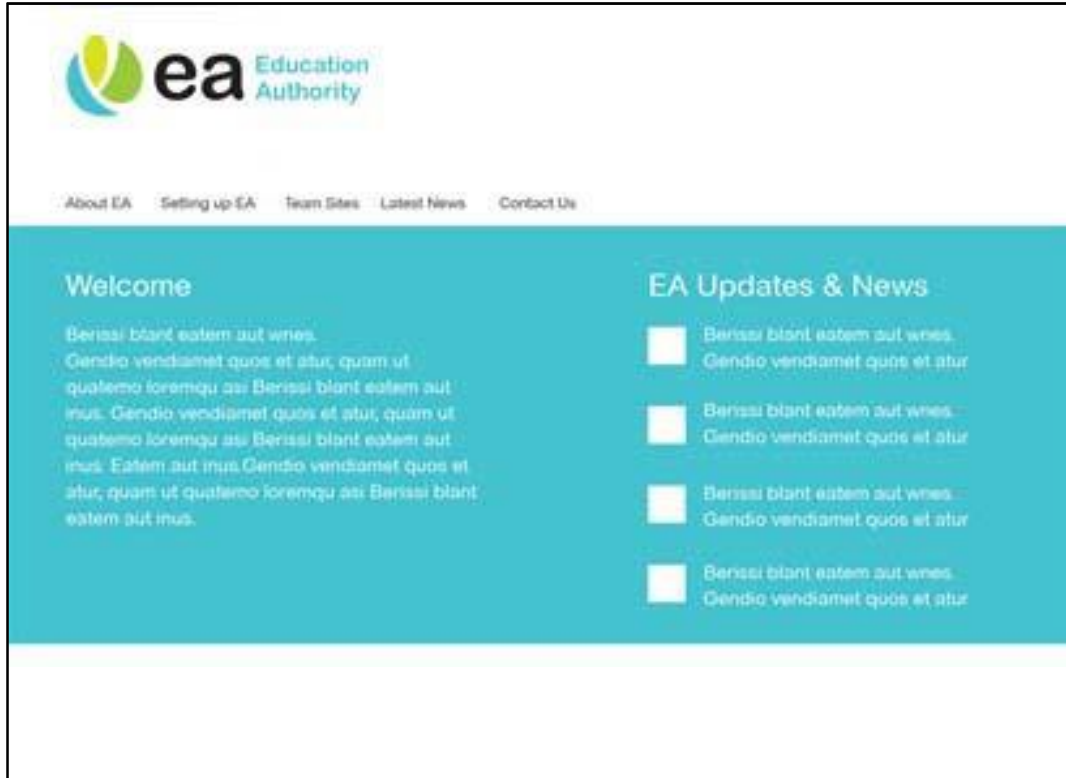 ea Education
Authority
About EA Setting up EA Team Sites Latest News Contact Us
Welcome
Berissi blant eatem aut wnes.
Gendio vendiamet quos et atur, quam ut
quatemo loremqu asi Berissi blant eatem aut
inus. Gendio vendiamet quos et atur, quam ut
quatemo loremqu asi Berissi blant eatem aut
inus. Eatem aut inus.Gendio vendiamet quos et
atur, quam ut quatemo loremqu asi Berissi blant
eatem aut inus.
EA Updates & News
Berissi blant eatem aut wnes.
Gendio vendiamet quos et atur
Berissi blant eatem aut wnes.
Gendio vendiamet quos et atur
Berissi blant eatem aut wnes.
Gendio vendiamet quos et atur
Berissi blant eatem aut wnes.
Gendio vendiamet quos et atur